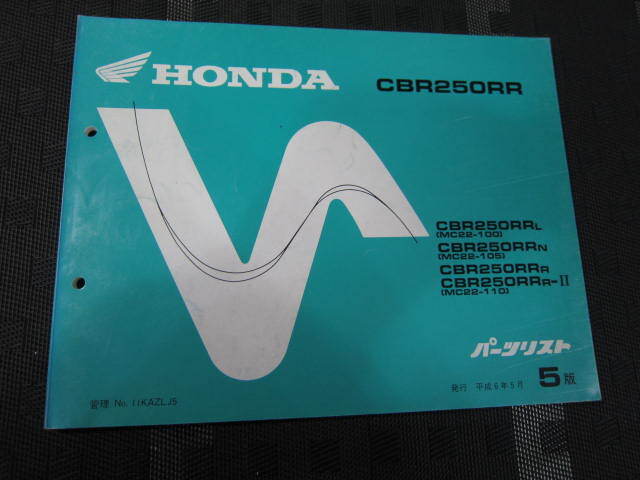 HONDA
CBR250RR
CBR250RRL
(MC22-100)
CBR250RRN
(MC22-105)
CBR250RRR
CBR250RRR-II
(MC22-110)
パーツリスト
発行 平成6年5月 5版
管理 No. 11KAZLJ5